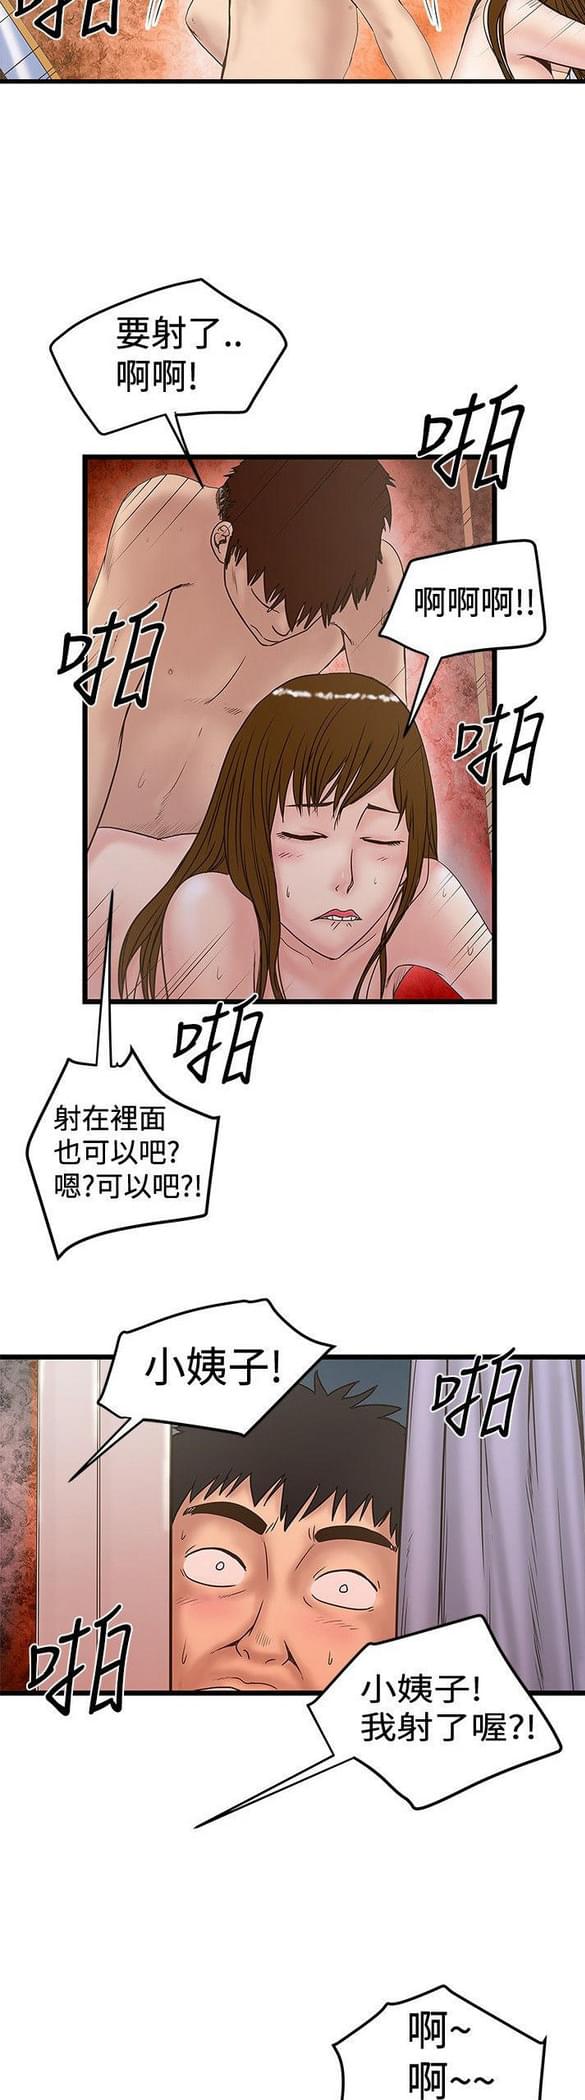 啪
要射了..
啊啊!
啪
啊啊啊!!
啪
啪
啪
射在裡面
也可以吧?
嗯?可以吧?!
小姨子!
啪
啪
小姨子!
我射了喔?!
啊~
啊~~